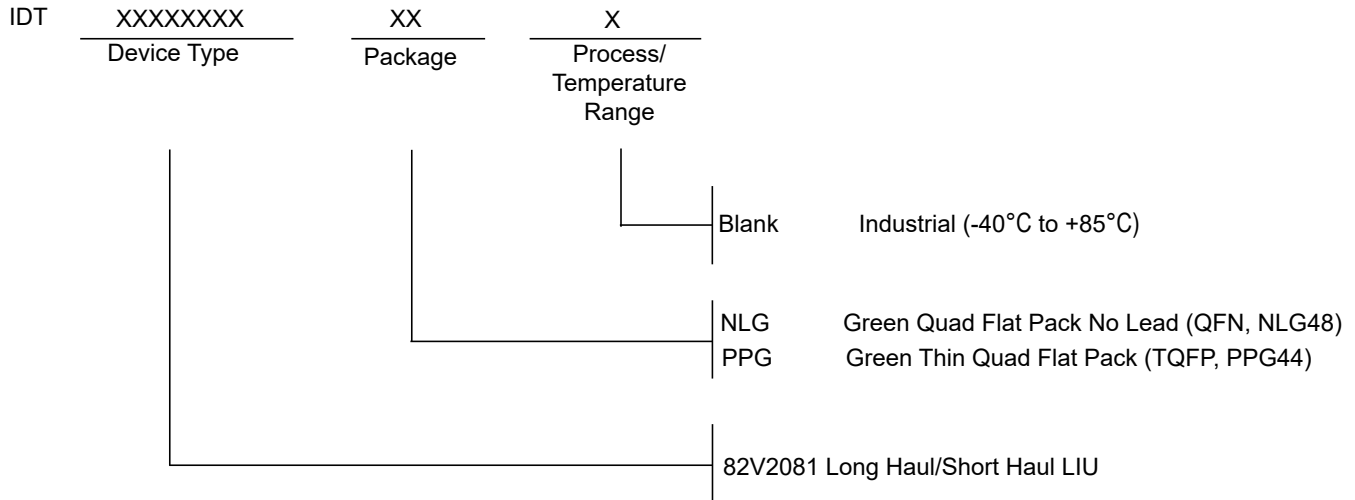 IDT XXXXXXXX XX X
Device Type Package Process/
Temperature
Range
Blank Industrial (-40°C to +85°C)
NLG Green Quad Flat Pack No Lead (QFN, NLG48)
PPG Green Thin Quad Flat Pack (TQFP, PPG44)
82V2081 Long Haul/Short Haul LIU